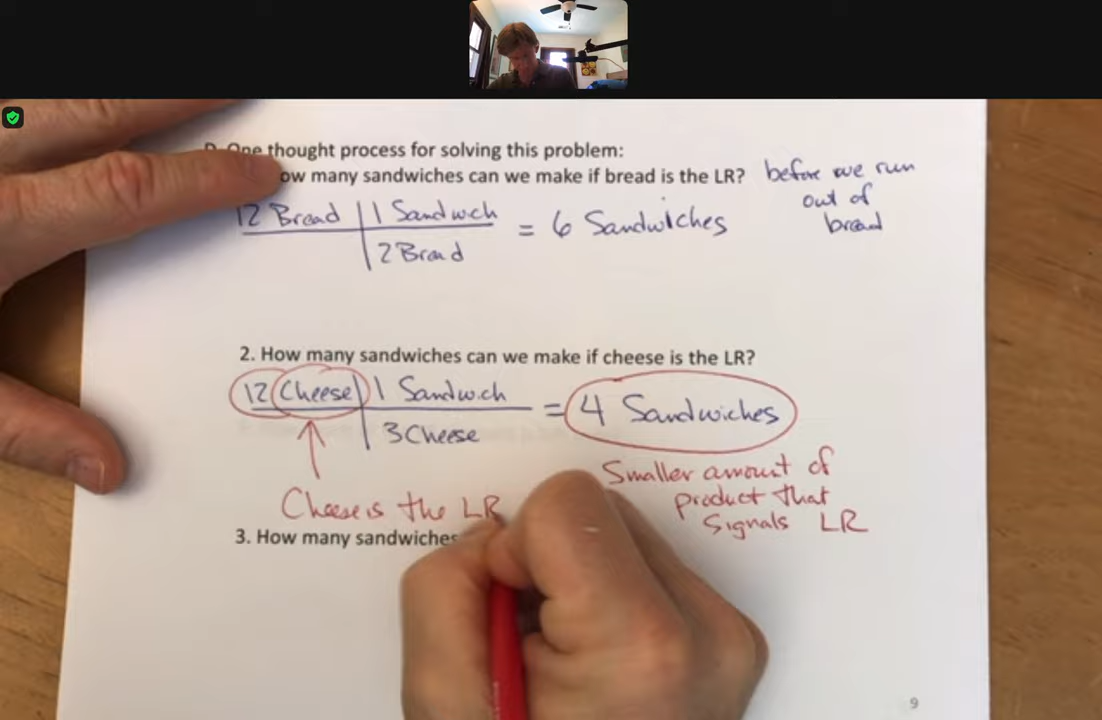 One thought process for solving this problem:
ow many sandwiches can we make if bread is the LR? before we run
out of
bread
12 Bread | 1 Sandwich
2 Bread
= 6 Sandwiches
2. How many sandwiches can we make if cheese is the LR?
12 Cheese | 1 Sandwich
3 Cheese
= 4 Sandwiches
Smaller amount of
product that
Signals LR
Cheese is the LR
3. How many sandwiches
9